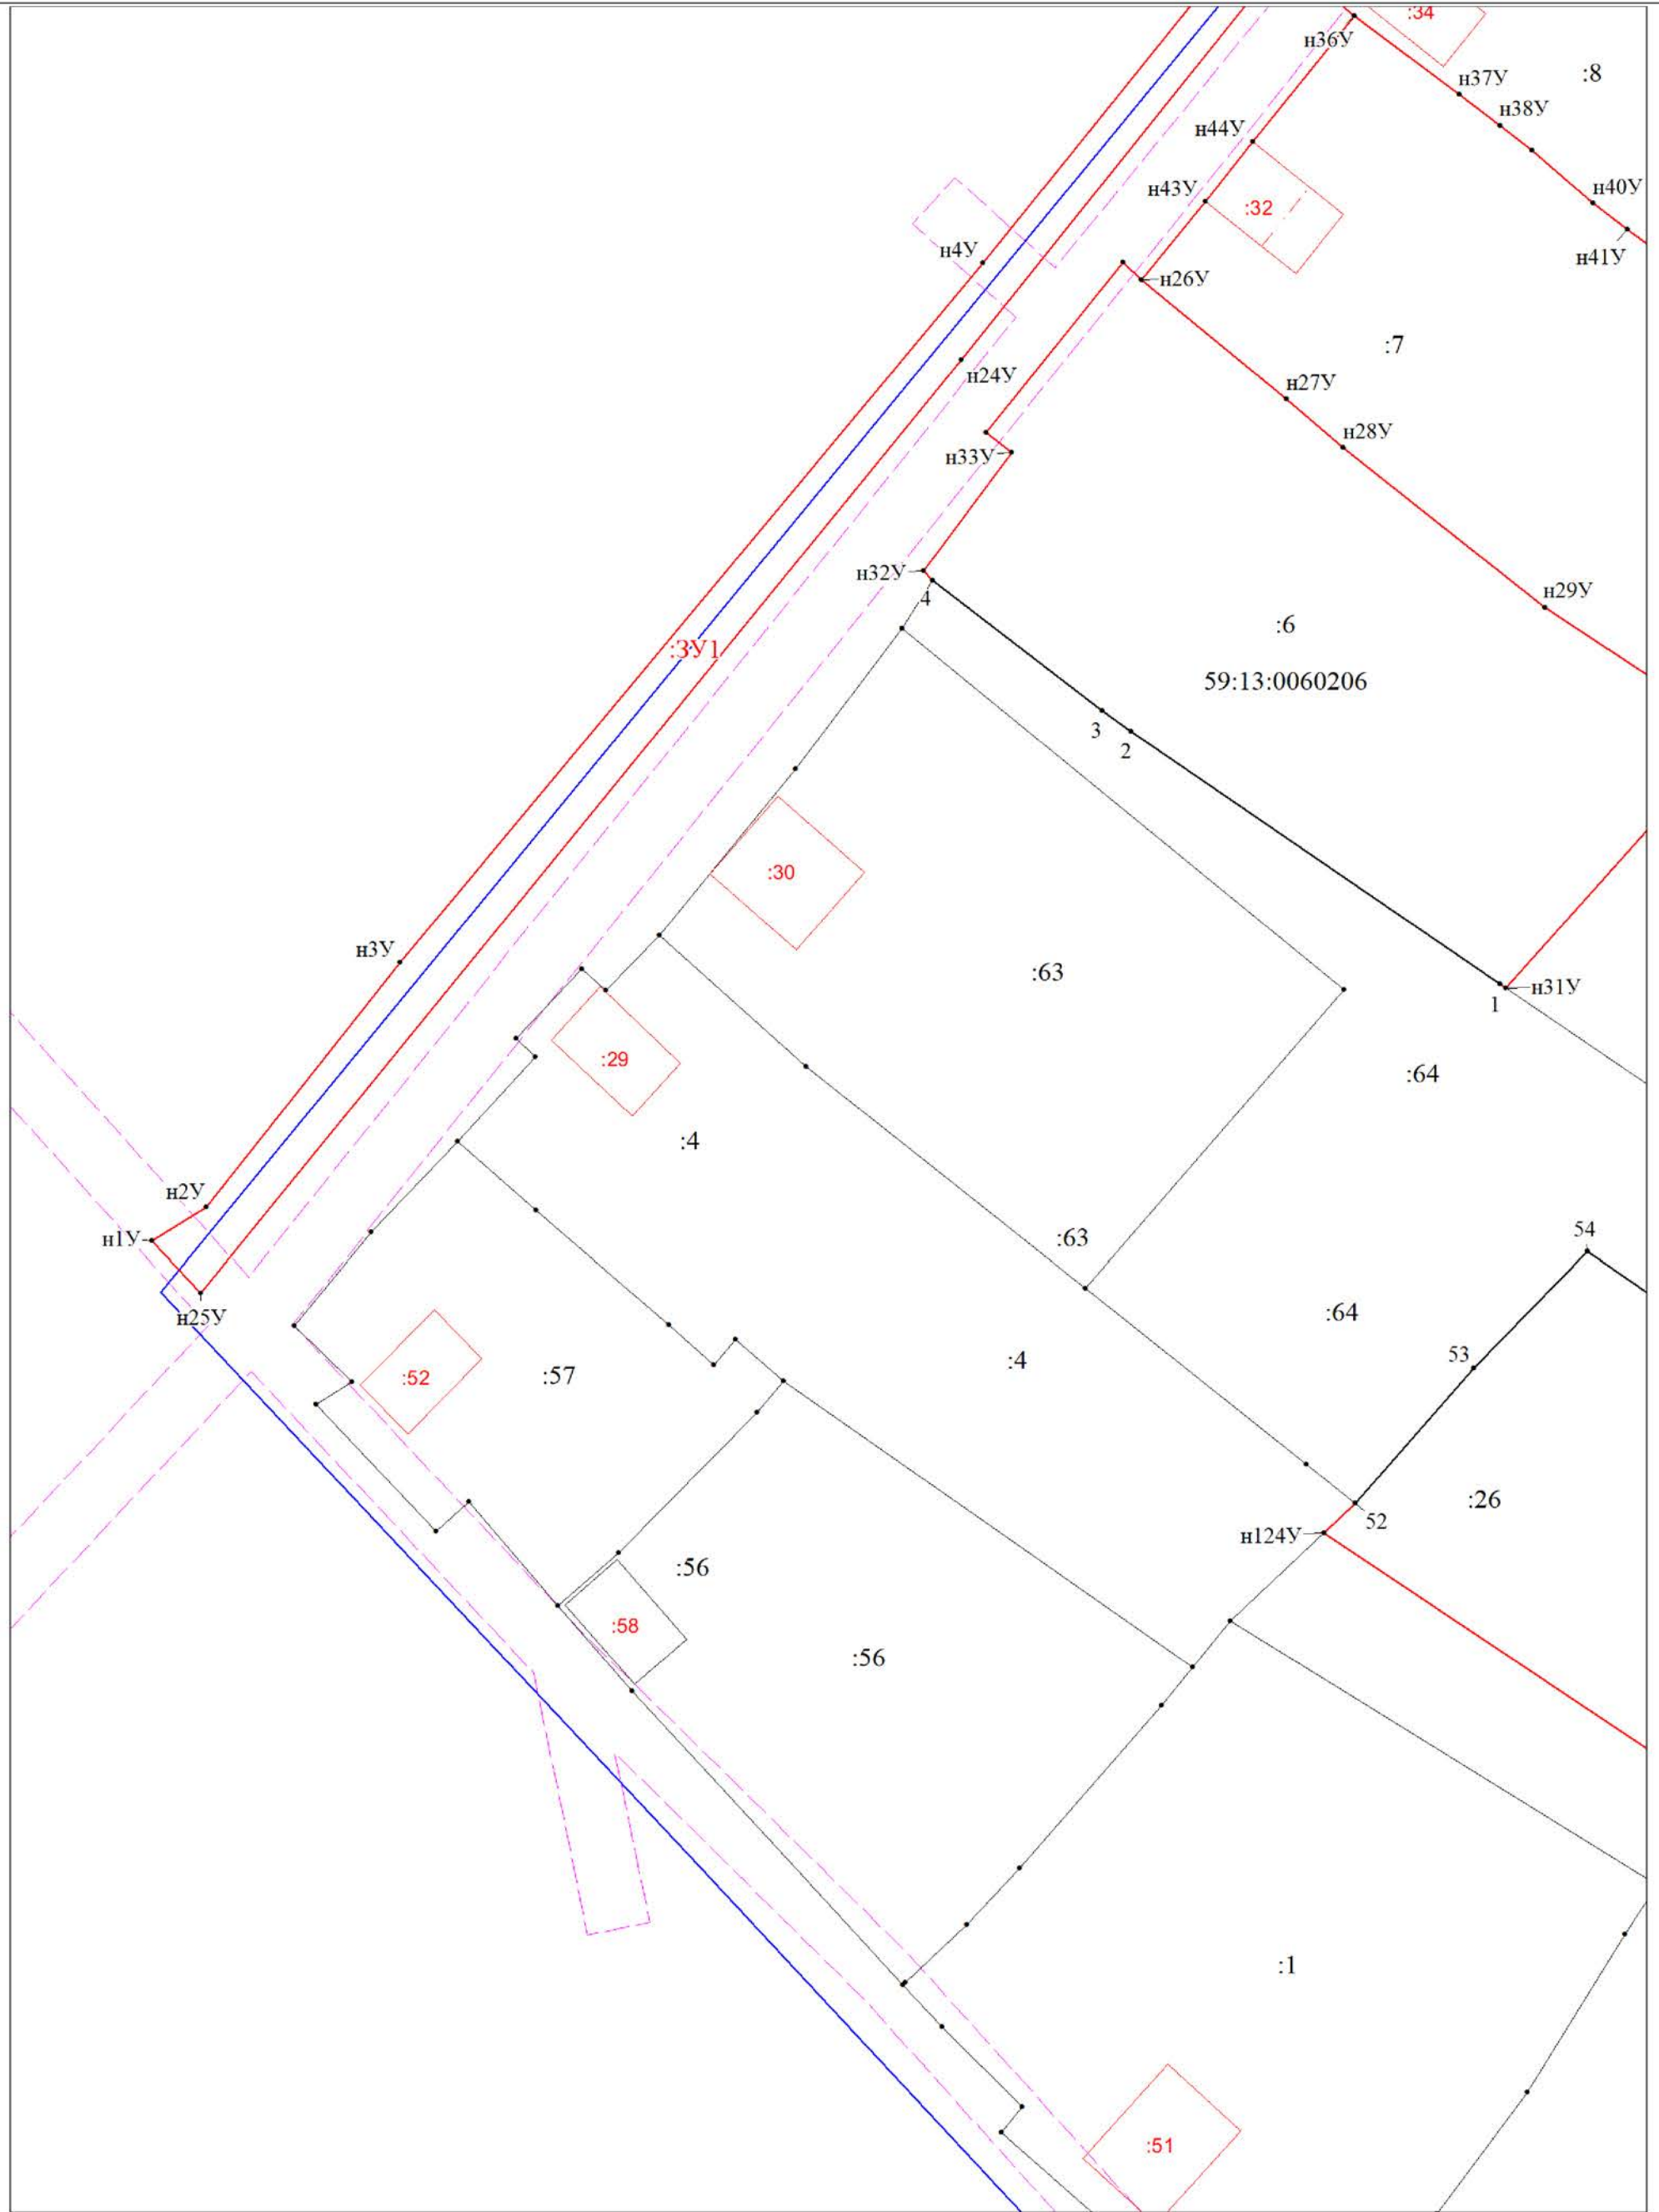 :34
н36У
:8
н37У
н38У
н44У
н43У
н40У
:32
н4У
н41У
н26У
:7
н24У
н27У
н28У
н33У
н32У
4
н29У
:6
:ЗУ1
59:13:0060206
3
2
:30
н3У
:63
н31У
1
:29
:64
:4
н2У
н1У
:63
54
н25У
:64
53
:4
:52
:57
:26
52
н124У
:56
:58
:56
:1
:51